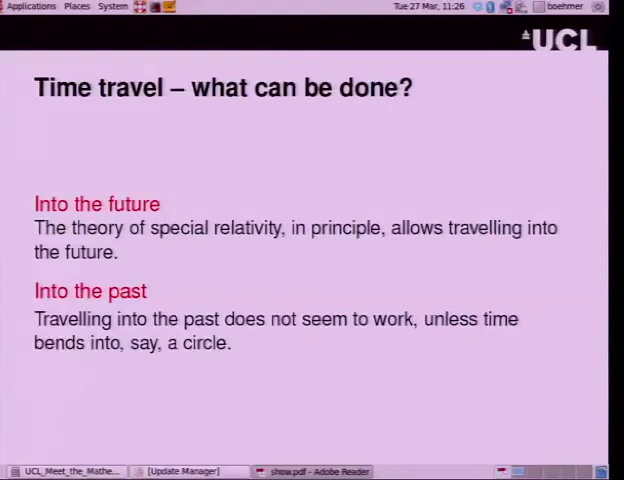 Applications Places System Tue 27 Mar, 11:26 boehmer
UCL
Time travel – what can be done?
Into the future
The theory of special relativity, in principle, allows travelling into
the future.
Into the past
Travelling into the past does not seem to work, unless time
bends into, say, a circle.
UCL_Meet_the_Mathe... [Update Manager] show.pdf - Adobe Reader